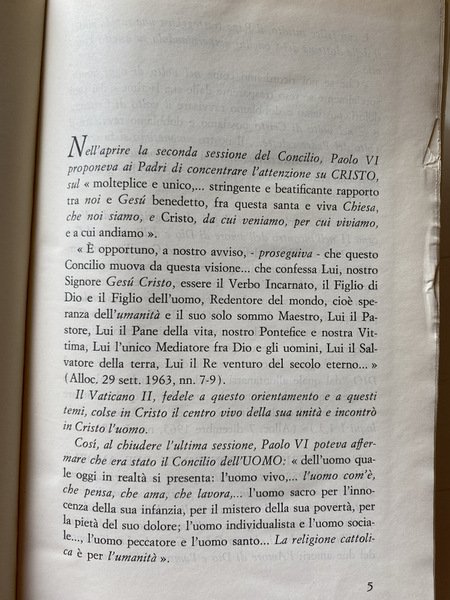 Nell'aprire la seconda sessione del Concilio, Paolo VI
proponeva ai Padri di concentrare l'attenzione su CRISTO,
sul « molteplice e unico,... stringente e beatificante rapporto
tra noi e Gesú benedetto, fra questa santa e viva Chiesa,
che noi siamo, e Cristo, da cui veniamo, per cui viviamo,
e a cui andiamo ».
« È opportuno, a nostro avviso, - proseguiva - che questo
Concilio muova da questa visione... che confessa Lui, nostro
Signore Gesú Cristo, essere il Verbo Incarnato, il Figlio di
Dio e il Figlio dell'uomo, Redentore del mondo, cioè spe-
ranza dell'umanità e il suo solo sommo Maestro, Lui il Pa-
store, Lui il Pane della vita, nostro Pontefice e nostra Vit-
tima, Lui l'unico Mediatore fra Dio e gli uomini, Lui il Sal-
vatore della terra, Lui il Re venturo del secolo eterno... »
(Alloc. 29 sett. 1963, nn. 7-9).
Il Vaticano II, fedele a questo orientamento e a questi
temi, colse in Cristo il centro vivo della sua unità e incontrò
in Cristo l'uomo.
Cosí, al chiudere l'ultima sessione, Paolo VI poteva affer-
mare che era stato il Concilio dell'UOMO: « dell'uomo qua-
le oggi in realtà si presenta: l'uomo vivo,... l'uomo com'è,
che pensa, che ama, che lavora,... l'uomo sacro per l'inno-
cenza della sua infanzia, per il mistero della sua povertà, per
la pietà del suo dolore; l'uomo individualista e l'uomo socia-
le..., l'uomo peccatore e l'uomo santo... La religione cattoli-
ca è per l'umanità ».
5